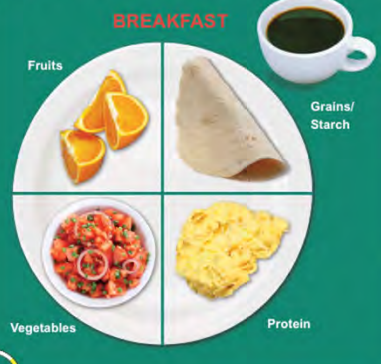 BREAKFAST
Fruits
Grains/
Starch
Vegetables
Protein